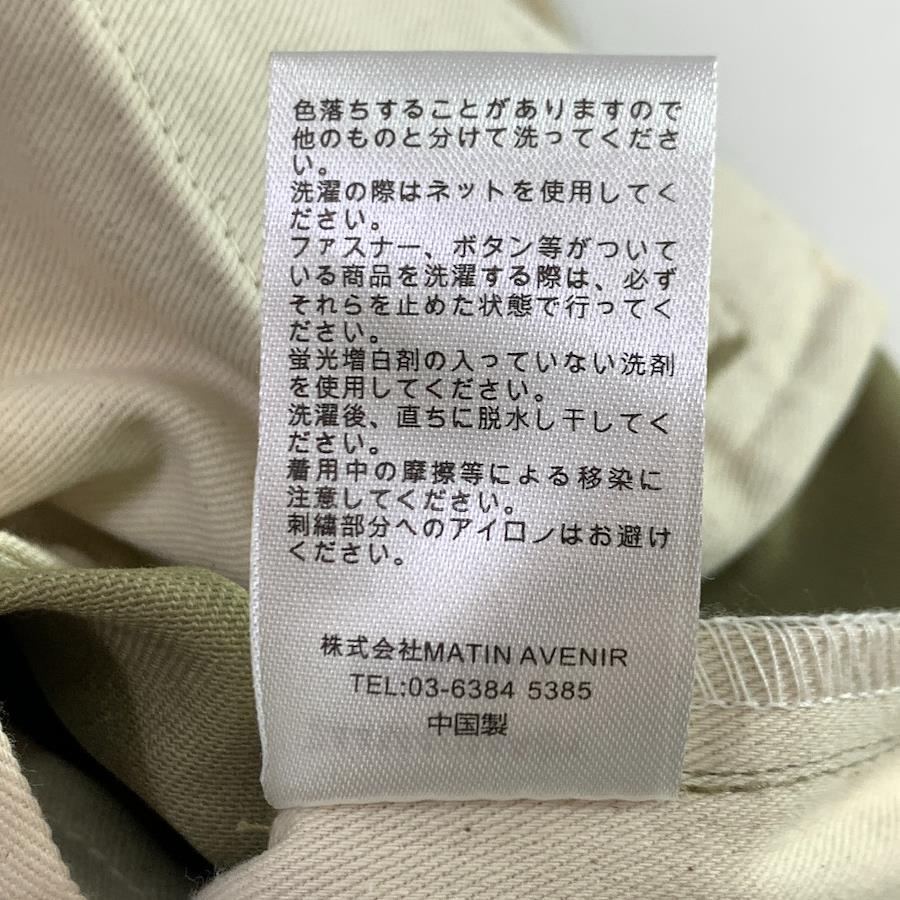 色落ちすることがありますので
他のものと分けて洗ってくださ
い。
洗濯の際はネットを使用してく
ださい。
ファスナー、ボタン等がついて
いる商品を洗濯する際は、必ず
それらを止めた状態で行ってく
ださい。
蛍光増白剤の入っていない洗剤
を使用してください。
洗濯後、直ちに脱水し干してく
ださい。
着用中の摩擦等による移染に
注意してください。
刺繍部分へのアイロンはお避け
ください。
株式会社MATIN AVENIR
TEL:03-6384 5385
中国製